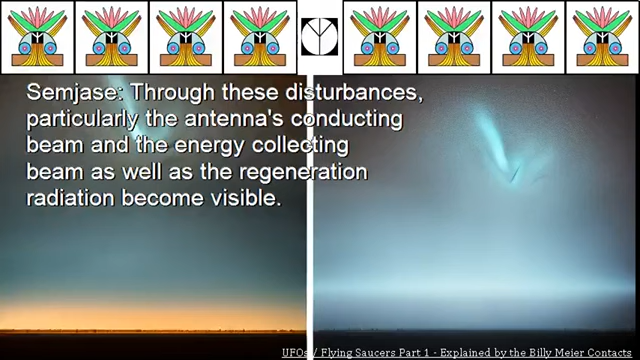 Semjase: Through these disturbances,
particularly the antenna's conducting
beam and the energy collecting
beam as well as the regeneration
radiation become visible.
UFOs / Flying Saucers Part 1 - Explained by the Billy Meier Contacts